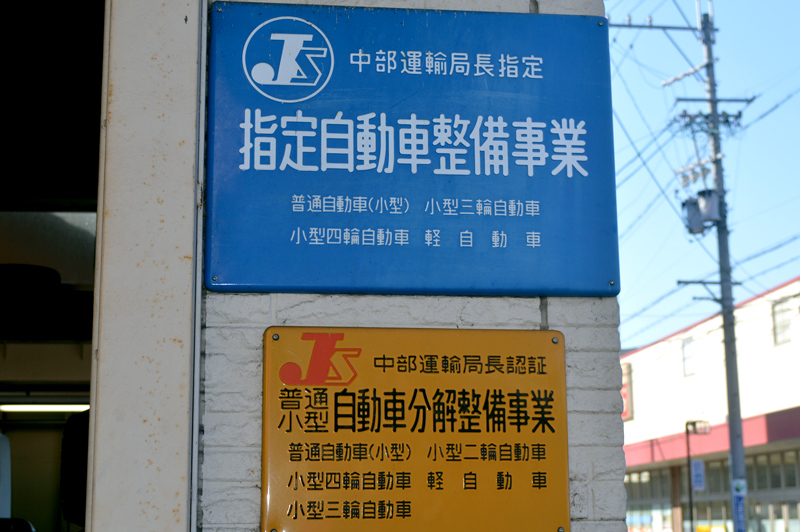 JS
中部運輸局長指定
指定自動車整備事業
普通自動車(小型) 小型三輪自動車
小型四輪自動車 軽自動車
JS
中部運輸局長認証
普通
小型 自動車分解整備事業
普通自動車(小型) 小型二輪自動車
小型四輪自動車 軽自動車
小型三輪自動車